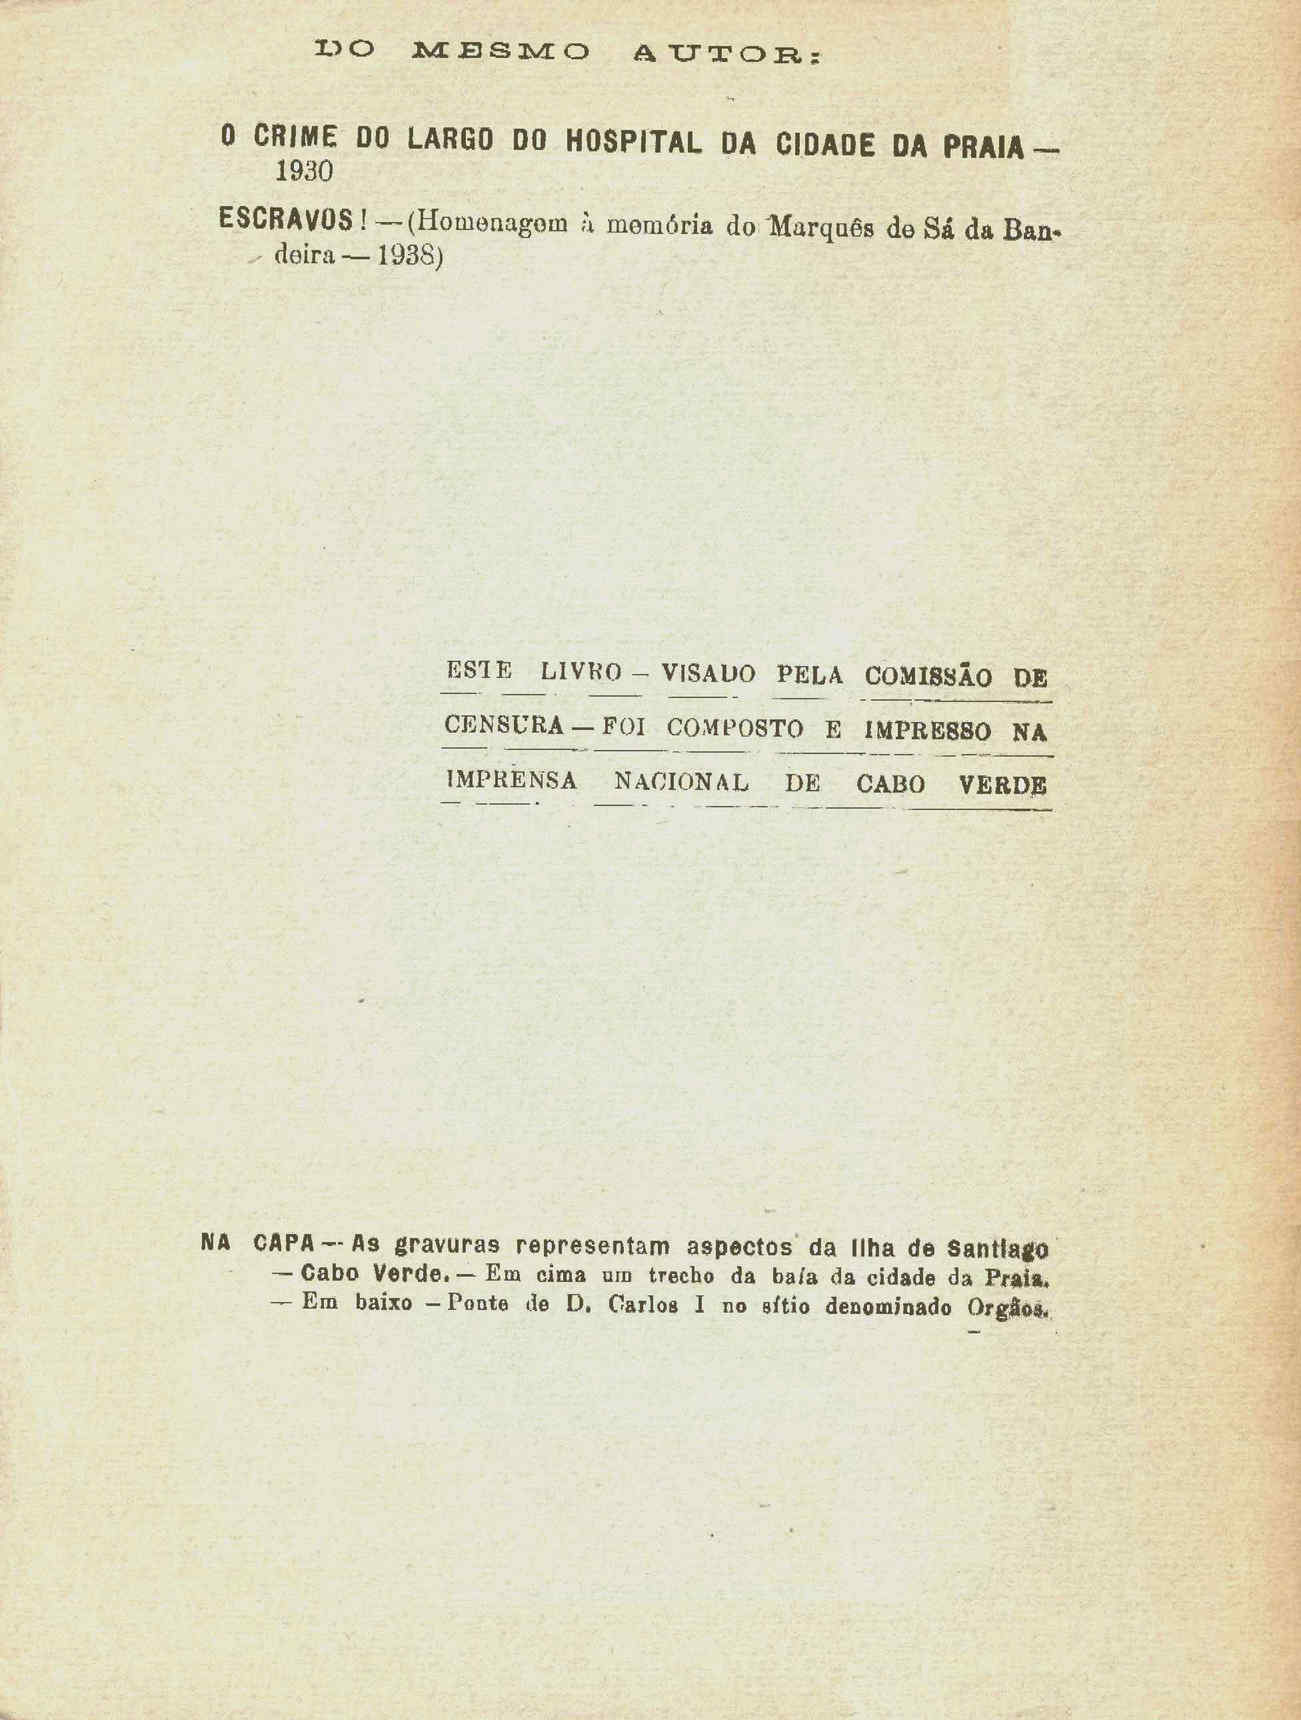 DO MESMO AUTOR:
O CRIME DO LARGO DO HOSPITAL DA CIDADE DA PRAIA —
1930
ESCRAVOS! — (Homenagem à memória do Marquês de Sá da Ban-
deira — 1938)
ESTE LIVRO — VISADO PELA COMISSÃO DE
CENSURA — FOI COMPOSTO E IMPRESSO NA
IMPRENSA NACIONAL DE CABO VERDE
NA CAPA — As gravuras representam aspectos da Ilha de Santiago
— Cabo Verde. — Em cima um trecho da baía da cidade da Praia.
— Em baixo — Ponte de D. Carlos I no sítio denominado Orgãos.